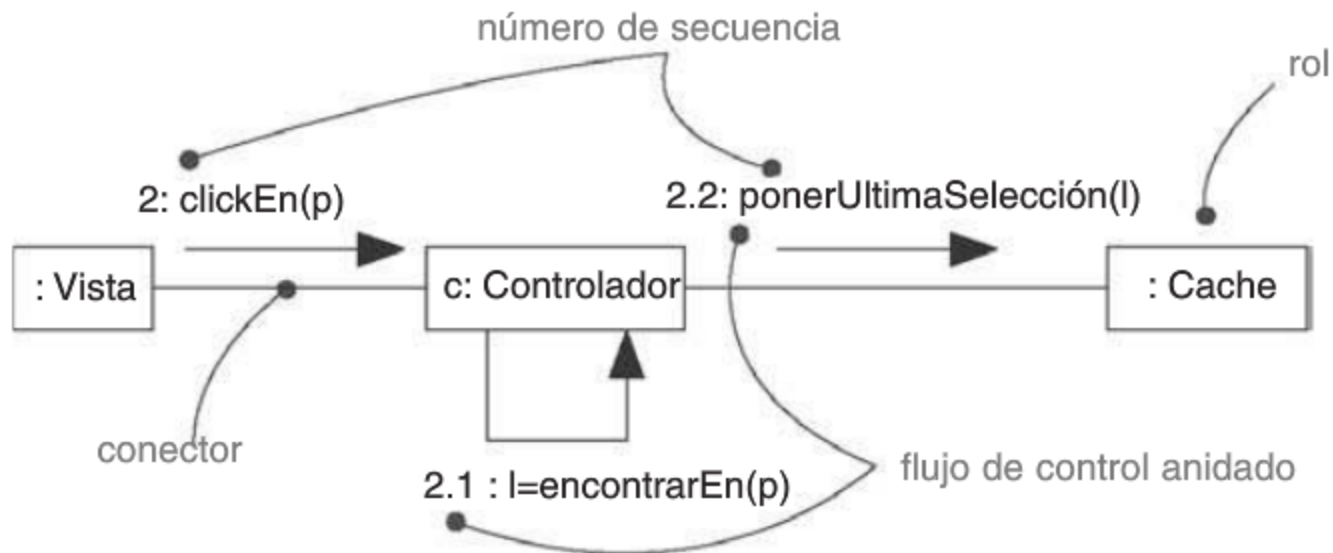 número de secuencia
rol
2: clickEn(p)
2.2: ponerUltimaSelección(l)
: Vista
c: Controlador
: Cache
conector
2.1 : l=encontrarEn(p)
flujo de control anidado